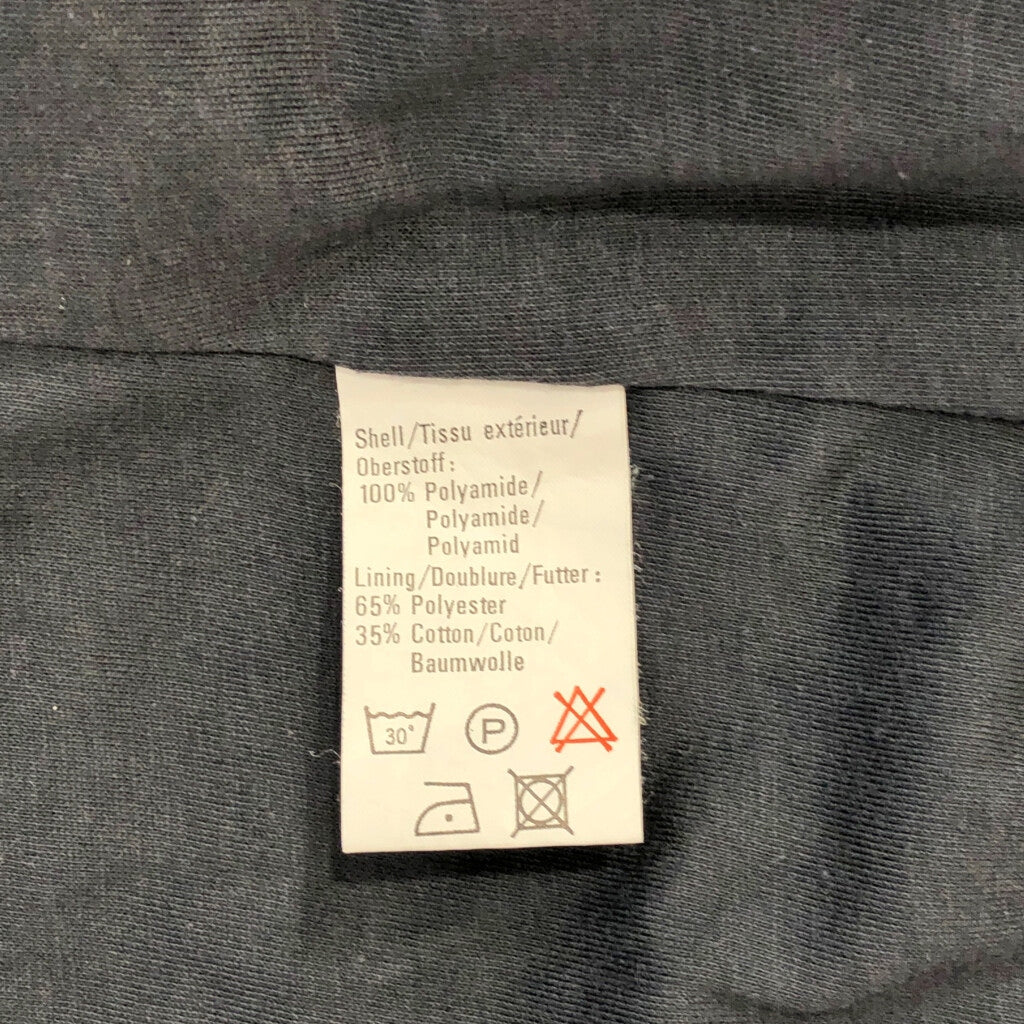 Shell/Tissu extérieur/
Oberstoff:
100% Polyamide/
Polyamide/
Polyamid
Lining/Doublure/Futter:
65% Polyester
35% Cotton/Coton/
Baumwolle
30° P